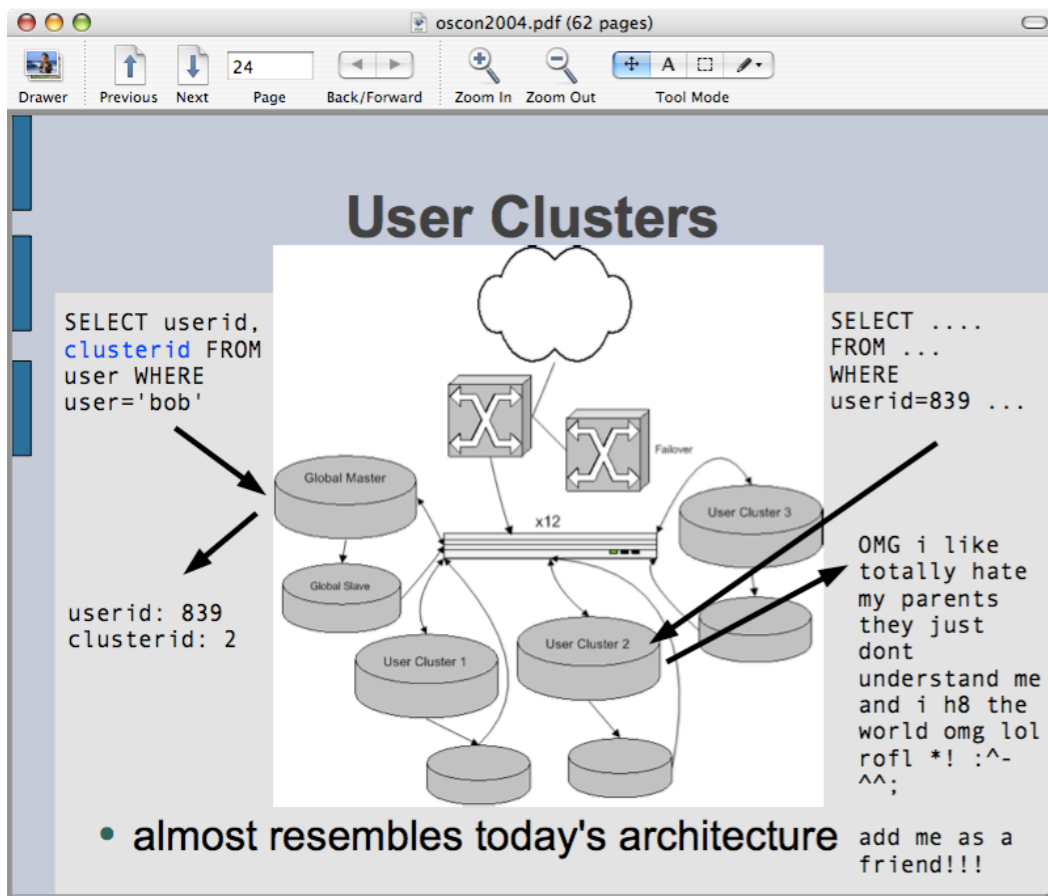 oscon2004.pdf (62 pages)
24
A
Drawer
Previous
Next
Page
Back/Forward
Zoom In
Zoom Out
Tool Mode
User Clusters
SELECT userid,
clusterid FROM
user WHERE
user='bob'
SELECT ....
FROM ...
WHERE
userid=839 ...
Failover
Global Master
User Cluster 3
x12
Global Slave
userid: 839
clusterid: 2
User Cluster 1
User Cluster 2
OMG i like
totally hate
my parents
they just
dont
understand me
and i h8 the
world omg lol
rofl *! :^-
^^;
add me as a
friend!!!
• almost resembles today's architecture